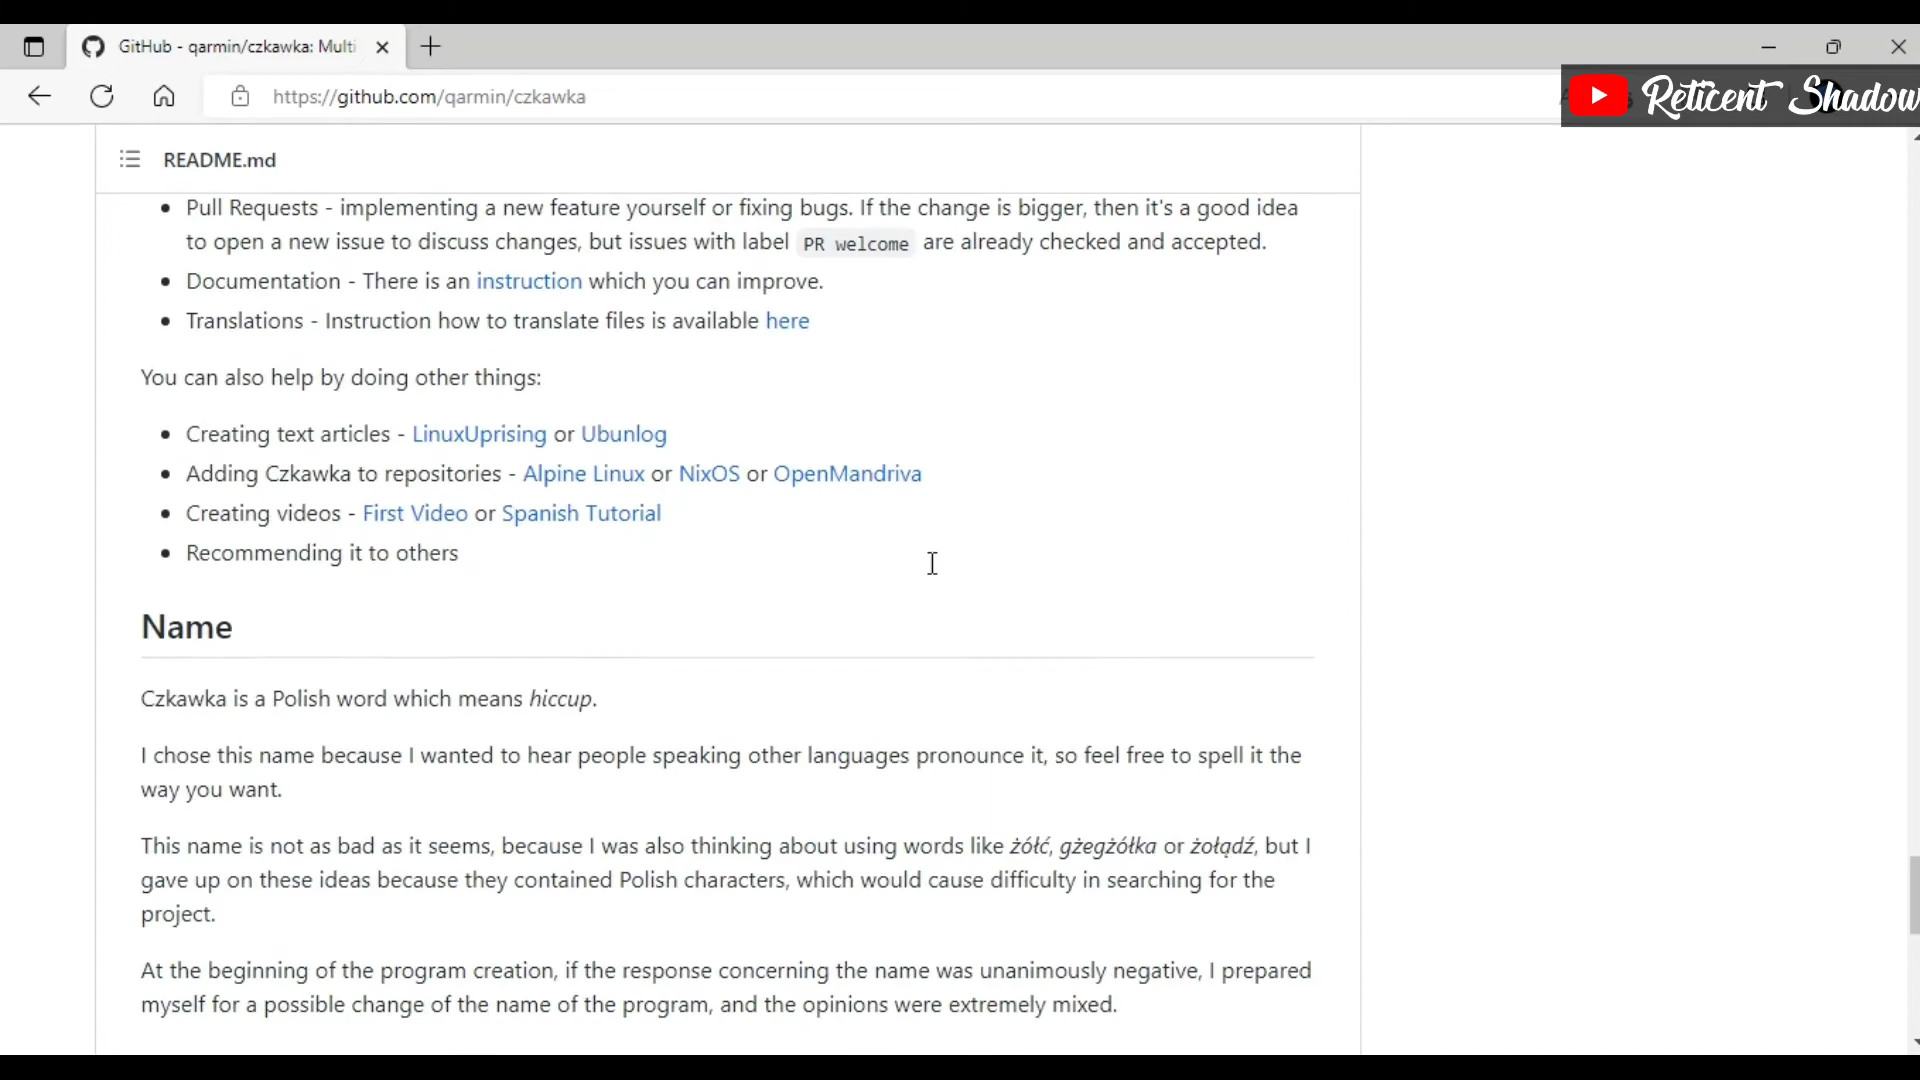 GitHub - qarmin/czkawka: Multi
https://github.com/qarmin/czkawka
Reticent Shadow
README.md
Pull Requests - implementing a new feature yourself or fixing bugs. If the change is bigger, then it's a good idea
to open a new issue to discuss changes, but issues with label PR welcome are already checked and accepted.
Documentation - There is an instruction which you can improve.
Translations - Instruction how to translate files is available here
You can also help by doing other things:
Creating text articles - LinuxUprising or Ubunlog
Adding Czkawka to repositories - Alpine Linux or NixOS or OpenMandriva
Creating videos - First Video or Spanish Tutorial
Recommending it to others
Name
Czkawka is a Polish word which means hiccup.
I chose this name because I wanted to hear people speaking other languages pronounce it, so feel free to spell it the
way you want.
This name is not as bad as it seems, because I was also thinking about using words like żółć, gżegżółka or żołądź, but I
gave up on these ideas because they contained Polish characters, which would cause difficulty in searching for the
project.
At the beginning of the program creation, if the response concerning the name was unanimously negative, I prepared
myself for a possible change of the name of the program, and the opinions were extremely mixed.